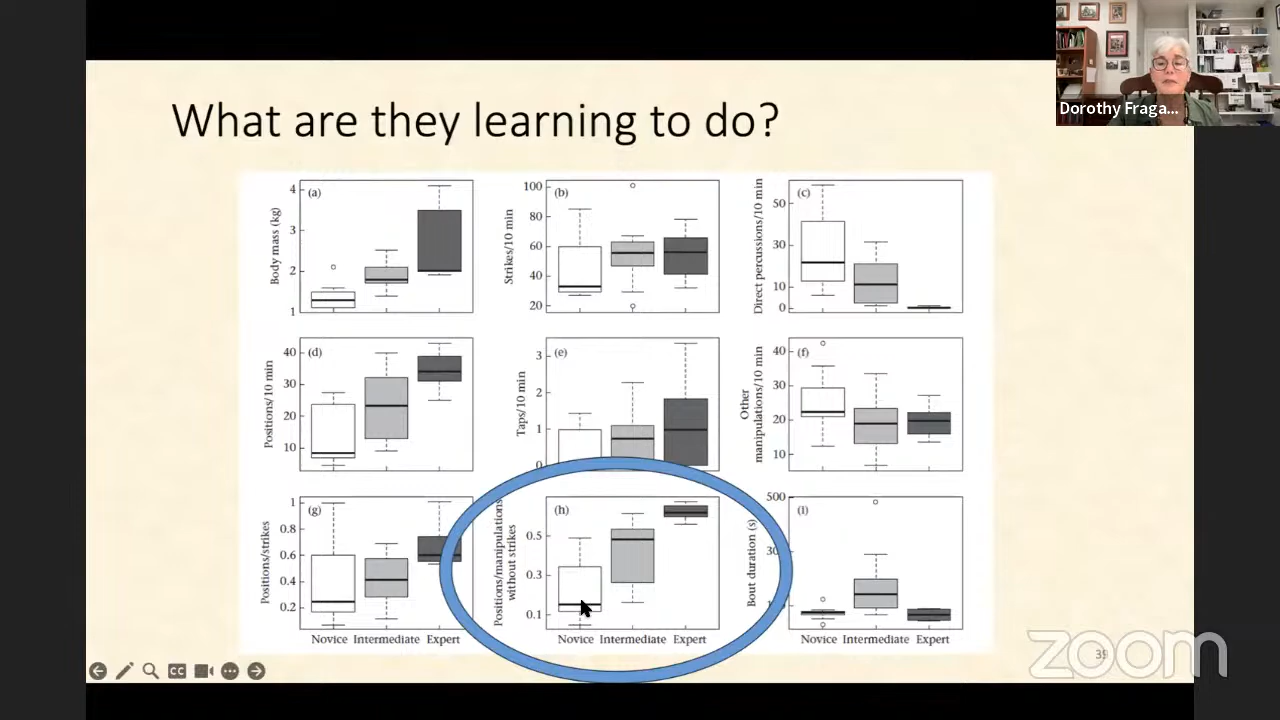 Dorothy Fraga...
What are they learning to do?
(a)
Body mass (kg)
4
3
2
1
(b)
Strikes/10 min
100
80
60
40
20
(c)
Direct percussions/10 min
50
30
10
0
(d)
Positions/10 min
40
30
20
10
(e)
Taps/10 min
3
2
1
0
(f)
Other
manipulations/10 min
40
30
20
10
(g)
Positions/strikes
1
0.8
0.6
0.4
0.2
Novice Intermediate Expert
(h)
Positions/manipulations
without strikes
0.5
0.3
0.1
Novice Intermediate Expert
(i)
Bout duration (s)
500
Novice Intermediate Expert
CC
39
zoom